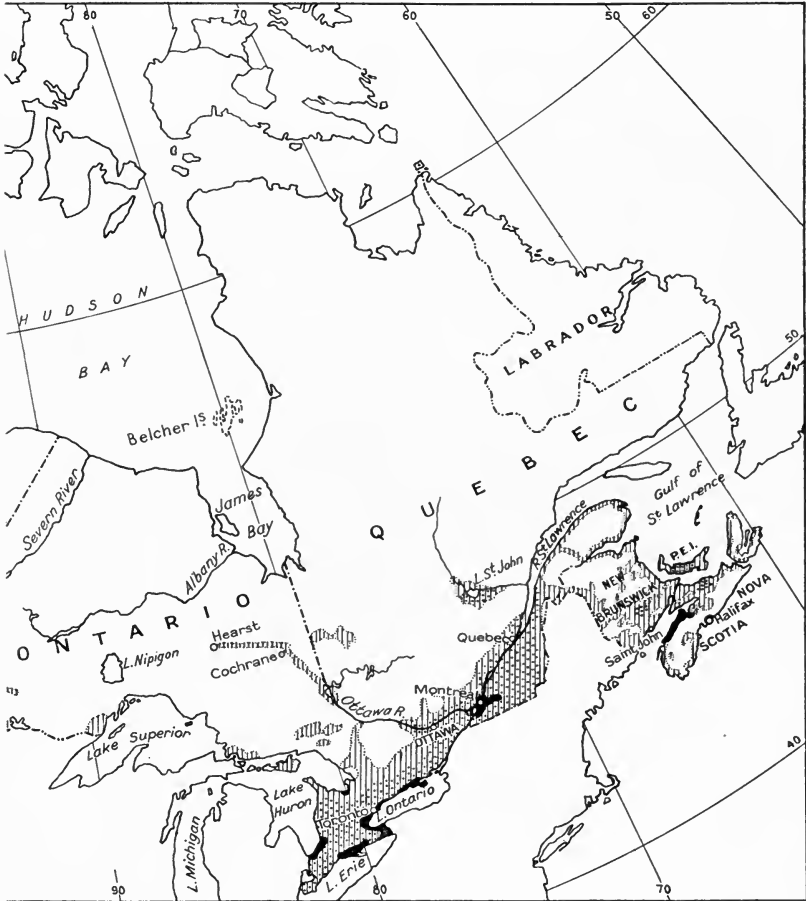 80
70
60
50
60
HUDSON
BAY
LABRADOR
50
Belcher Is.
QUEBEC
Severn River
James
Bay
Gulf of
St Lawrence
R. St Lawrence
Albany R.
L. St John
P.E.I.
NEW
BRUNSWICK
NOVA
SCOTIA
Halifax
Saint John
ONTARIO
Hearst
Cochrane
L. Nipigon
Quebec
Montreal
Ottawa R.
OTTAWA
Lake Superior
Lake
Huron
Toronto
L. Ontario
L. Michigan
L. Erie
40
90
80
70